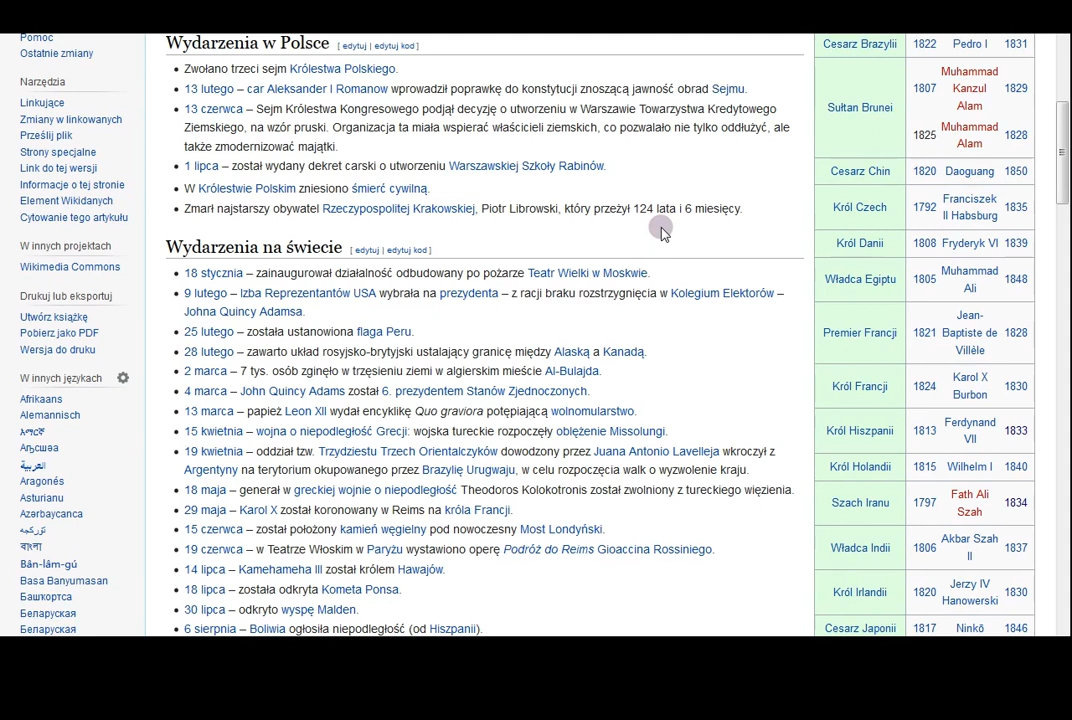 Pomoc
Ostatnie zmiany
Narzędzia
Linkujące
Zmiany w linkowanych
Prześlij plik
Strony specjalne
Link do tej wersji
Informacje o tej stronie
Element Wikidanych
Cytowanie tego artykułu
W innych projektach
Wikimedia Commons
Drukuj lub eksportuj
Utwórz książkę
Pobierz jako PDF
Wersja do druku
W innych językach
Afrikaans
Alemannisch
አማርኛ
Аҧсшәа
العربية
Aragonés
Asturianu
Azərbaycanca
تۆرکجه
বাংলা
Bân-lâm-gú
Basa Banyumasan
Башҡортса
Беларуская
Беларуская
Wydarzenia w Polsce [ edytuj | edytuj kod ]
Zwołano trzeci sejm Królestwa Polskiego.
13 lutego – car Aleksander I Romanow wprowadził poprawkę do konstytucji znoszącą jawność obrad Sejmu.
13 czerwca – Sejm Królestwa Kongresowego podjął decyzję o utworzeniu w Warszawie Towarzystwa Kredytowego
Ziemskiego, na wzór pruski. Organizacja ta miała wspierać właścicieli ziemskich, co pozwalało nie tylko oddłużyć, ale
także zmodernizować majątki.
1 lipca – został wydany dekret carski o utworzeniu Warszawskiej Szkoły Rabinów.
W Królestwie Polskim zniesiono śmierć cywilną.
Zmarł najstarszy obywatel Rzeczypospolitej Krakowskiej, Piotr Librowski, który przeżył 124 lata i 6 miesięcy.
Wydarzenia na świecie [ edytuj | edytuj kod ]
18 stycznia – zainaugurował działalność odbudowany po pożarze Teatr Wielki w Moskwie.
9 lutego – Izba Reprezentantów USA wybrała na prezydenta – z racji braku rozstrzygnięcia w Kolegium Elektorów –
Johna Quincy Adamsa.
25 lutego – została ustanowiona flaga Peru.
28 lutego – zawarto układ rosyjsko-brytyjski ustalający granicę między Alaską a Kanadą.
2 marca – 7 tys. osób zginęło w trzęsieniu ziemi w algierskim mieście Al-Bulajda.
4 marca – John Quincy Adams został 6. prezydentem Stanów Zjednoczonych.
13 marca – papież Leon XII wydał encyklikę Quo graviora potępiającą wolnomularstwo.
15 kwietnia – wojna o niepodległość Grecji: wojska tureckie rozpoczęły oblężenie Missolungi.
19 kwietnia – oddział tzw. Trzydziestu Trzech Orientalczyków dowodzony przez Juana Antonio Lavelleja wkroczył z
Argentyny na terytorium okupowanego przez Brazylię Urugwaju, w celu rozpoczęcia walk o wyzwolenie kraju.
18 maja – generał w greckiej wojnie o niepodległość Theodoros Kolokotronis został zwolniony z tureckiego więzienia.
29 maja – Karol X został koronowany w Reims na króla Francji.
15 czerwca – został położony kamień węgielny pod nowoczesny Most Londyński.
19 czerwca – w Teatrze Włoskim w Paryżu wystawiono operę Podróż do Reims Gioaccina Rossiniego.
14 lipca – Kamehameha III został królem Hawajów.
18 lipca – została odkryta Kometa Ponsa.
30 lipca – odkryto wyspę Malden.
6 sierpnia – Boliwia ogłosiła niepodległość (od Hiszpanii).
Cesarz Brazylii 1822 Pedro I 1831
Sułtan Brunei 1807 Muhammad Kanzul Alam 1829
1825 Muhammad Alam 1828
Cesarz Chin 1820 Daoguang 1850
Król Czech 1792 Franciszek II Habsburg 1835
Król Danii 1808 Fryderyk VI 1839
Władca Egiptu 1805 Muhammad Ali 1848
Premier Francji 1821 Jean-Baptiste de Villèle 1828
Król Francji 1824 Karol X Burbon 1830
Król Hiszpanii 1813 Ferdynand VII 1833
Król Holandii 1815 Wilhelm I 1840
Szach Iranu 1797 Fath Ali Szah 1834
Władca Indii 1806 Akbar Szah II 1837
Król Irlandii 1820 Jerzy IV Hanowerski 1830
Cesarz Japonii 1817 Ninkō 1846